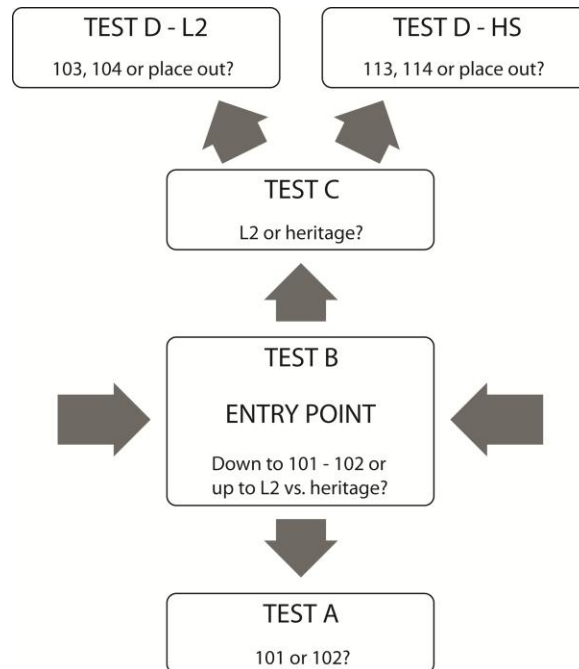 TEST D - L2
103, 104 or place out?
TEST D - HS
113, 114 or place out?
TEST C
L2 or heritage?
TEST B
ENTRY POINT
Down to 101 - 102 or
up to L2 vs. heritage?
TEST A
101 or 102?